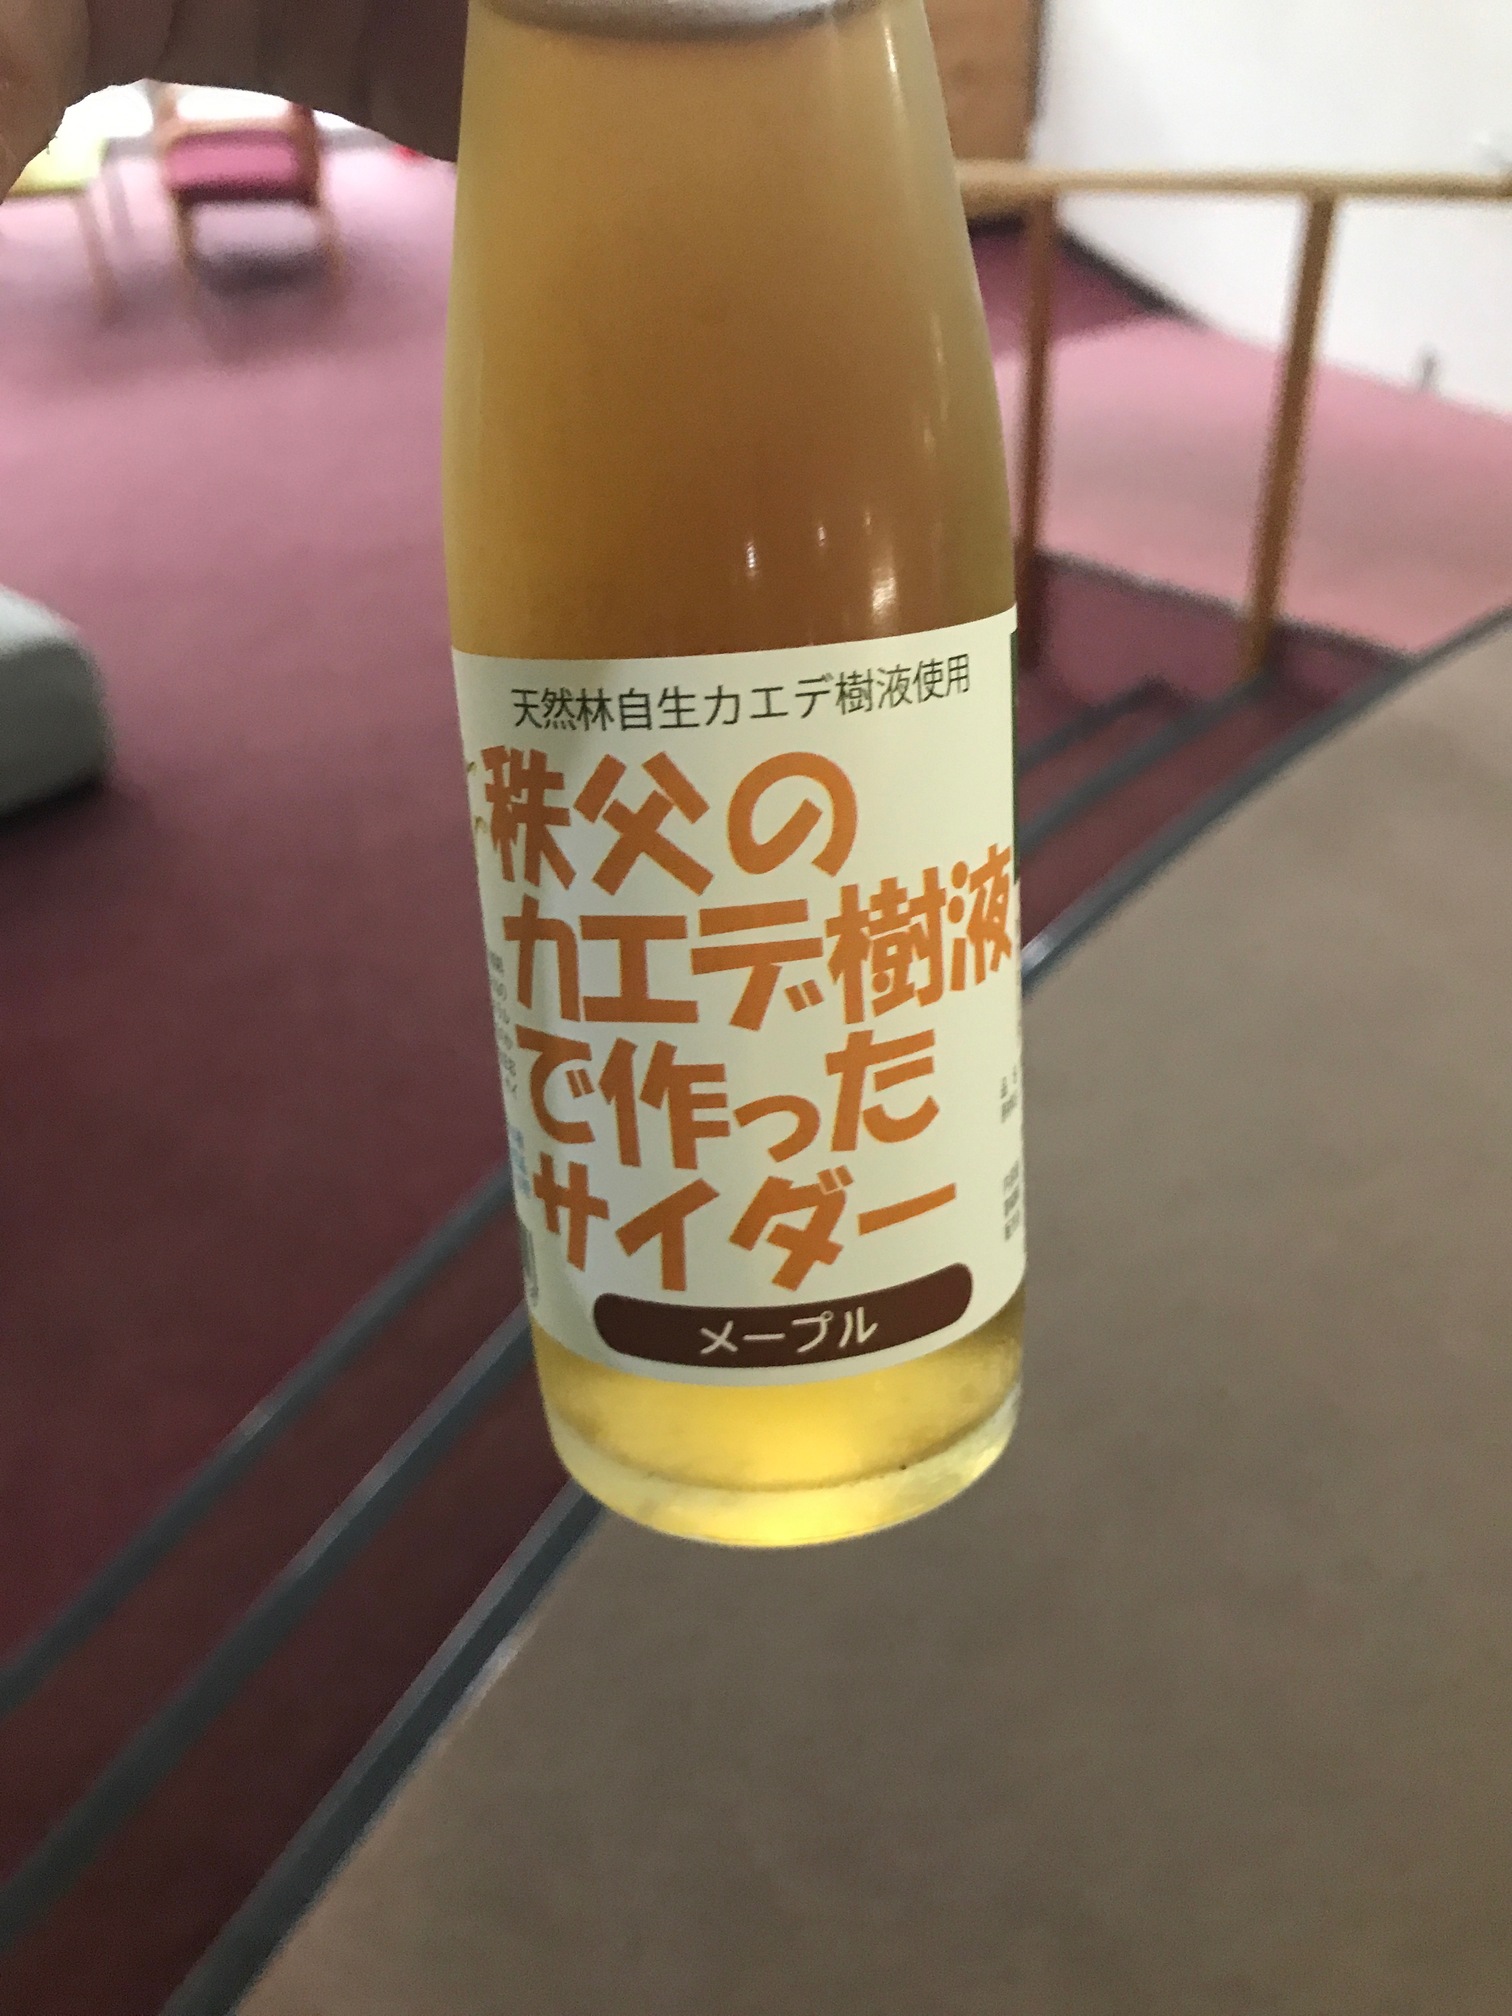 天然林自生カエデ樹液使用
秩父の
カエデ樹液
で作った
サイダー
メープル